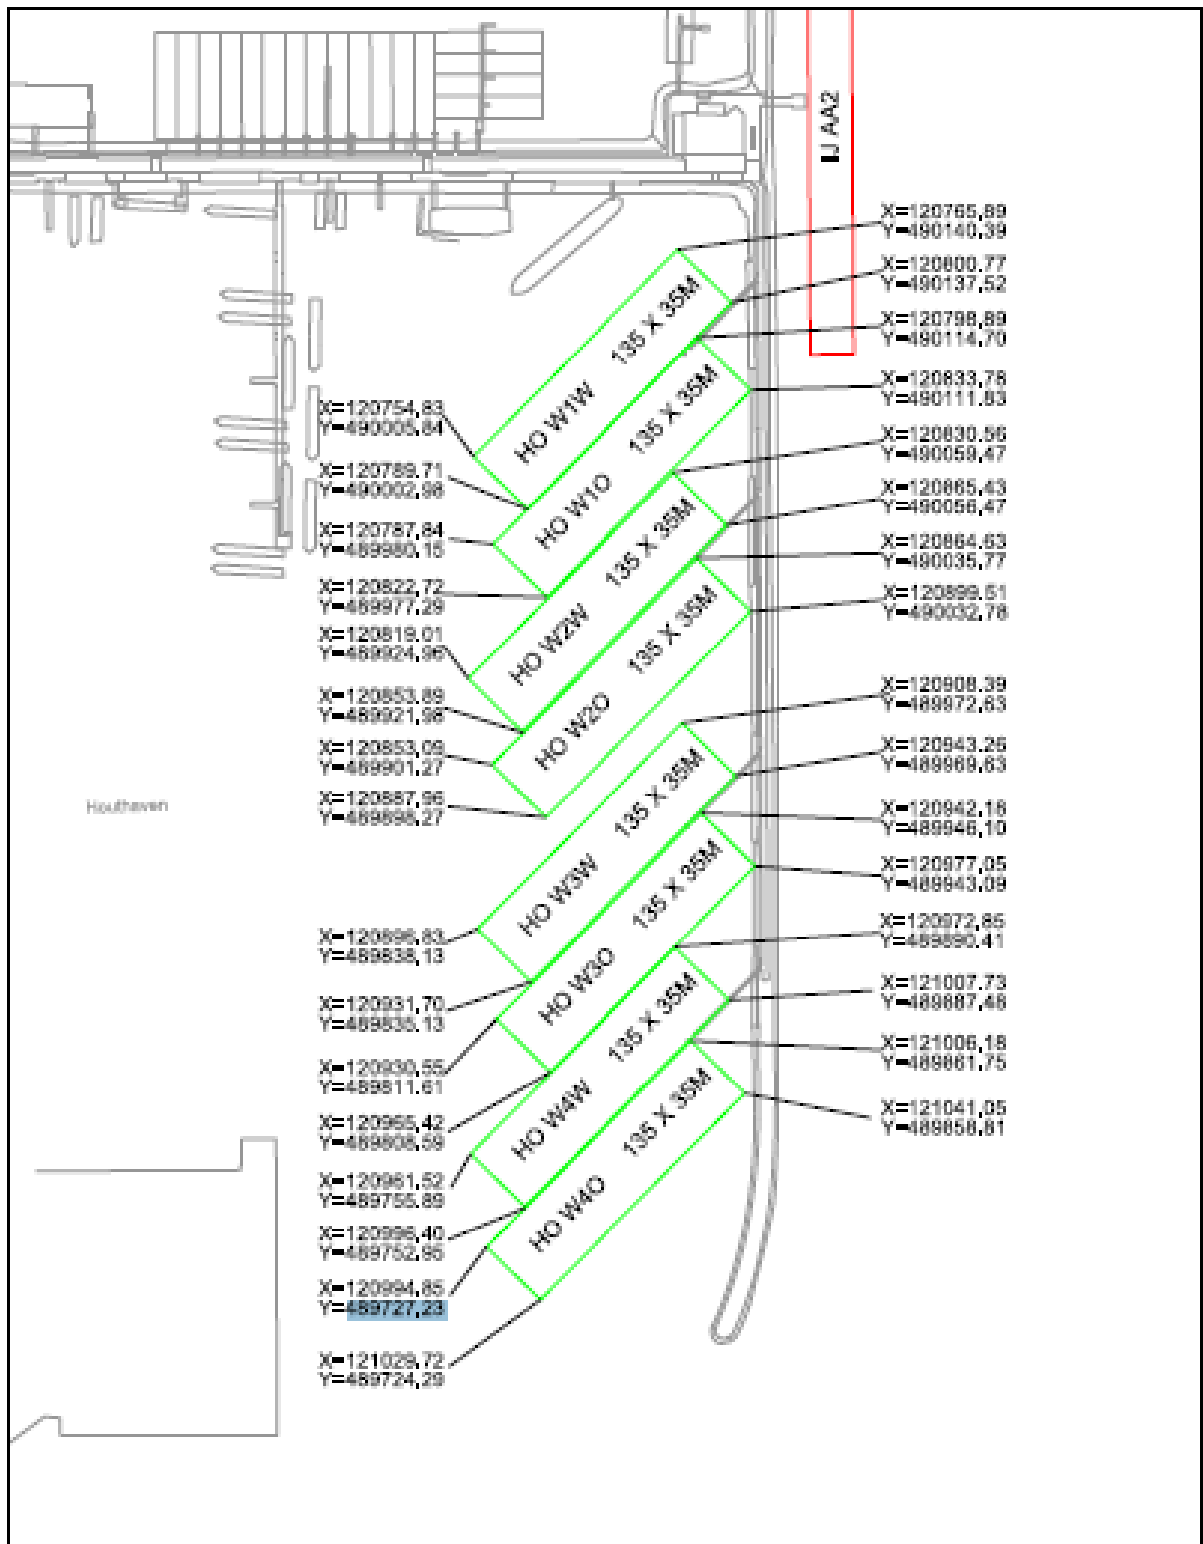 IJ AA2
X=120765,89
Y=490140,39
X=120800,77
Y=490137,52
X=120798,89
Y=490114,70
X=120833,78
Y=490111,83
X=120830,56
Y=490059,47
X=120865,43
Y=490056,47
X=120864,63
Y=490035,77
X=120899,51
Y=490032,78
X=120908,39
Y=489972,63
X=120943,26
Y=489969,63
X=120942,18
Y=489946,10
X=120977,05
Y=489943,09
X=120972,85
Y=489890,41
X=121007,73
Y=489887,48
X=121006,18
Y=489861,75
X=121041,05
Y=489858,81
HO W1W 135 X 35M
HO W1O 135 X 35M
HO W2W 135 X 35M
HO W2O 135 X 35M
HO W3W 135 X 35M
HO W3O 135 X 35M
HO W4W 135 X 35M
HO W4O 135 X 35M
X=120754,83
Y=490005,84
X=120789,71
Y=490002,98
X=120787,84
Y=489980,15
X=120822,72
Y=489977,29
X=120819,01
Y=489924,96
X=120853,89
Y=489921,98
X=120853,09
Y=489901,27
X=120887,96
Y=489898,27
Houthaven
X=120896,83
Y=489838,13
X=120931,70
Y=489835,13
X=120930,55
Y=489811,61
X=120965,42
Y=489808,59
X=120961,52
Y=489755,89
X=120996,40
Y=489752,95
X=120994,85
Y=489727,23
X=121029,72
Y=489724,29